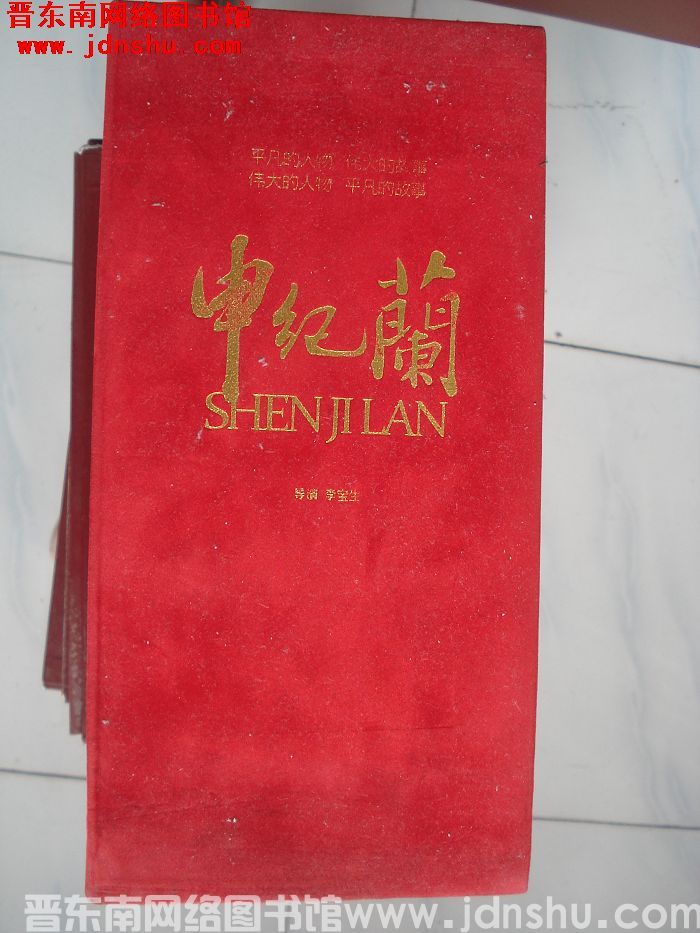 晋东南网络图书馆
www.jdnshu.com
平凡的人物 伟大的故事
伟大的人物 平凡的故事
申纪蘭
SHEN JI LAN
导演 李宝生
晋东南网络图书馆www.jdnshu.com